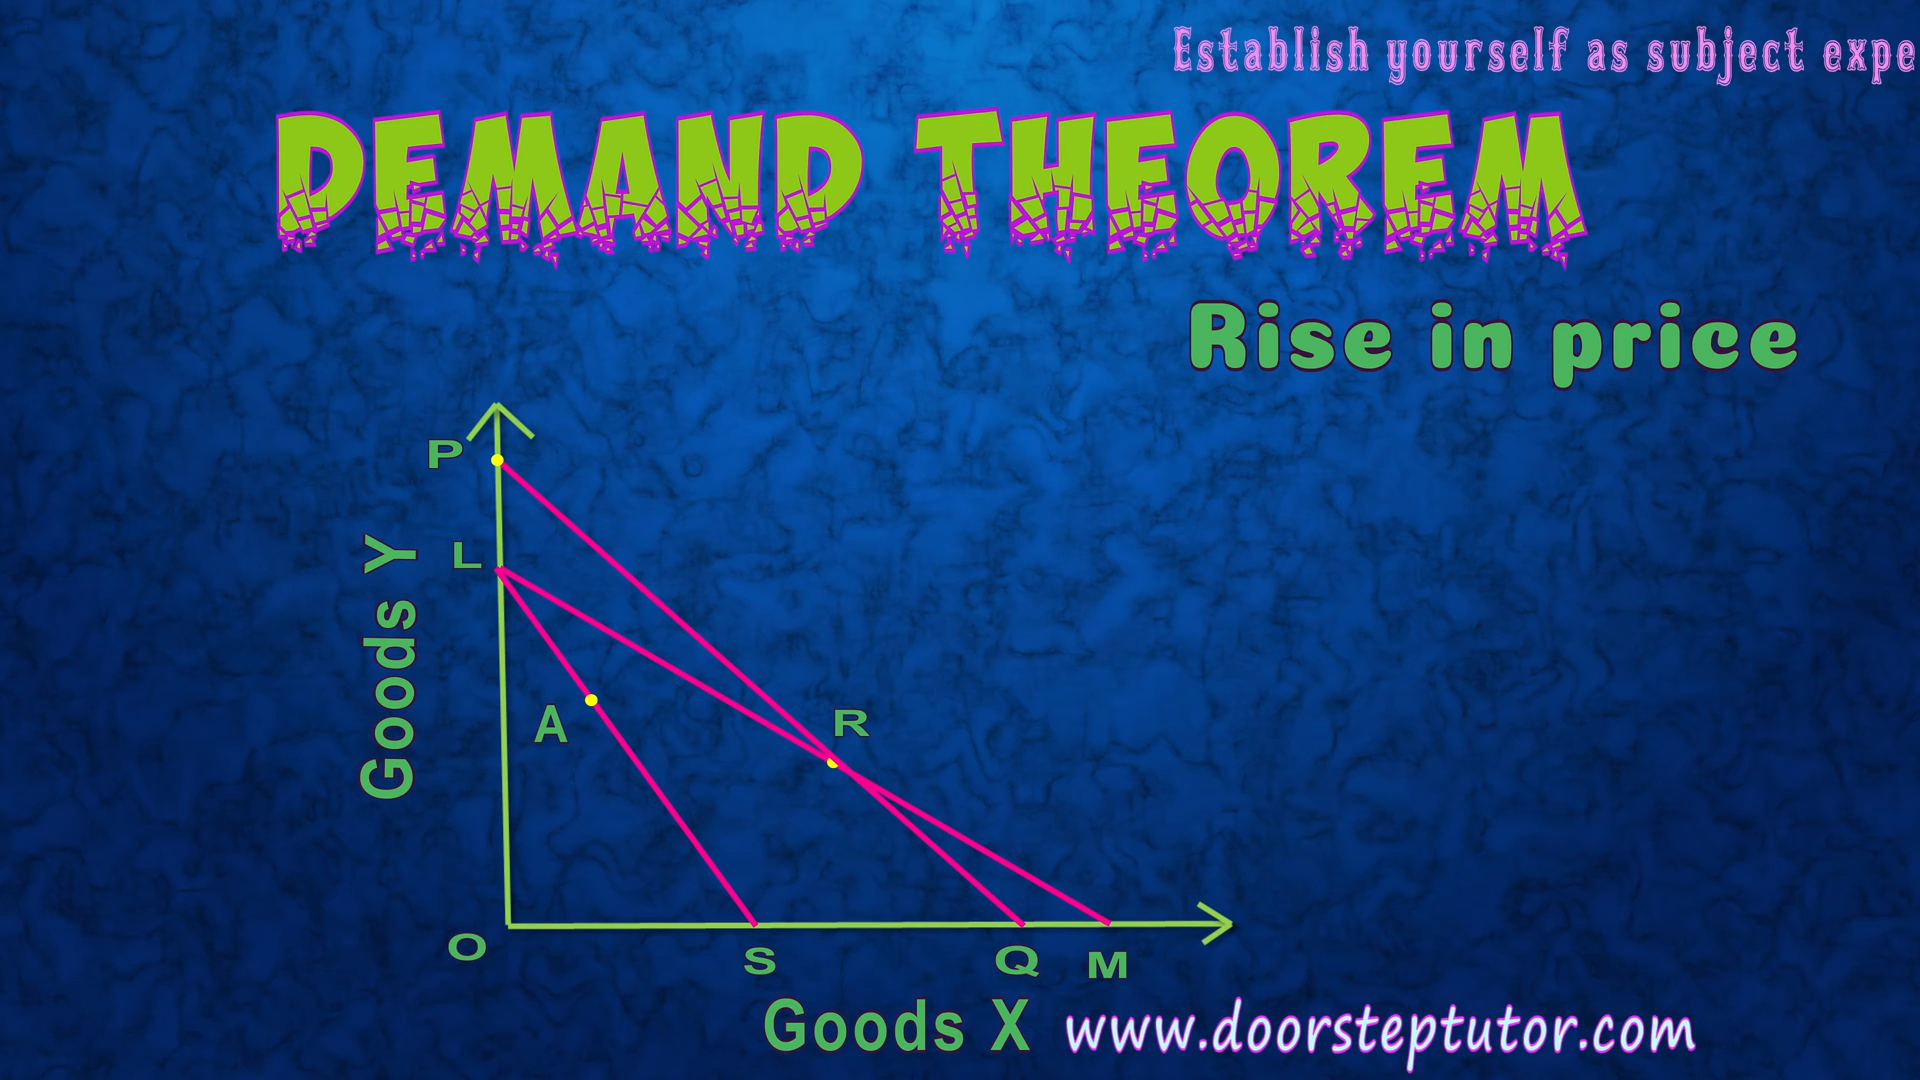 Establish yourself as subject expe
DEMAND THEOREM
Rise in price
P
L
Goods Y
A
R
O
S
Q
M
Goods X
www.doorsteptutor.com